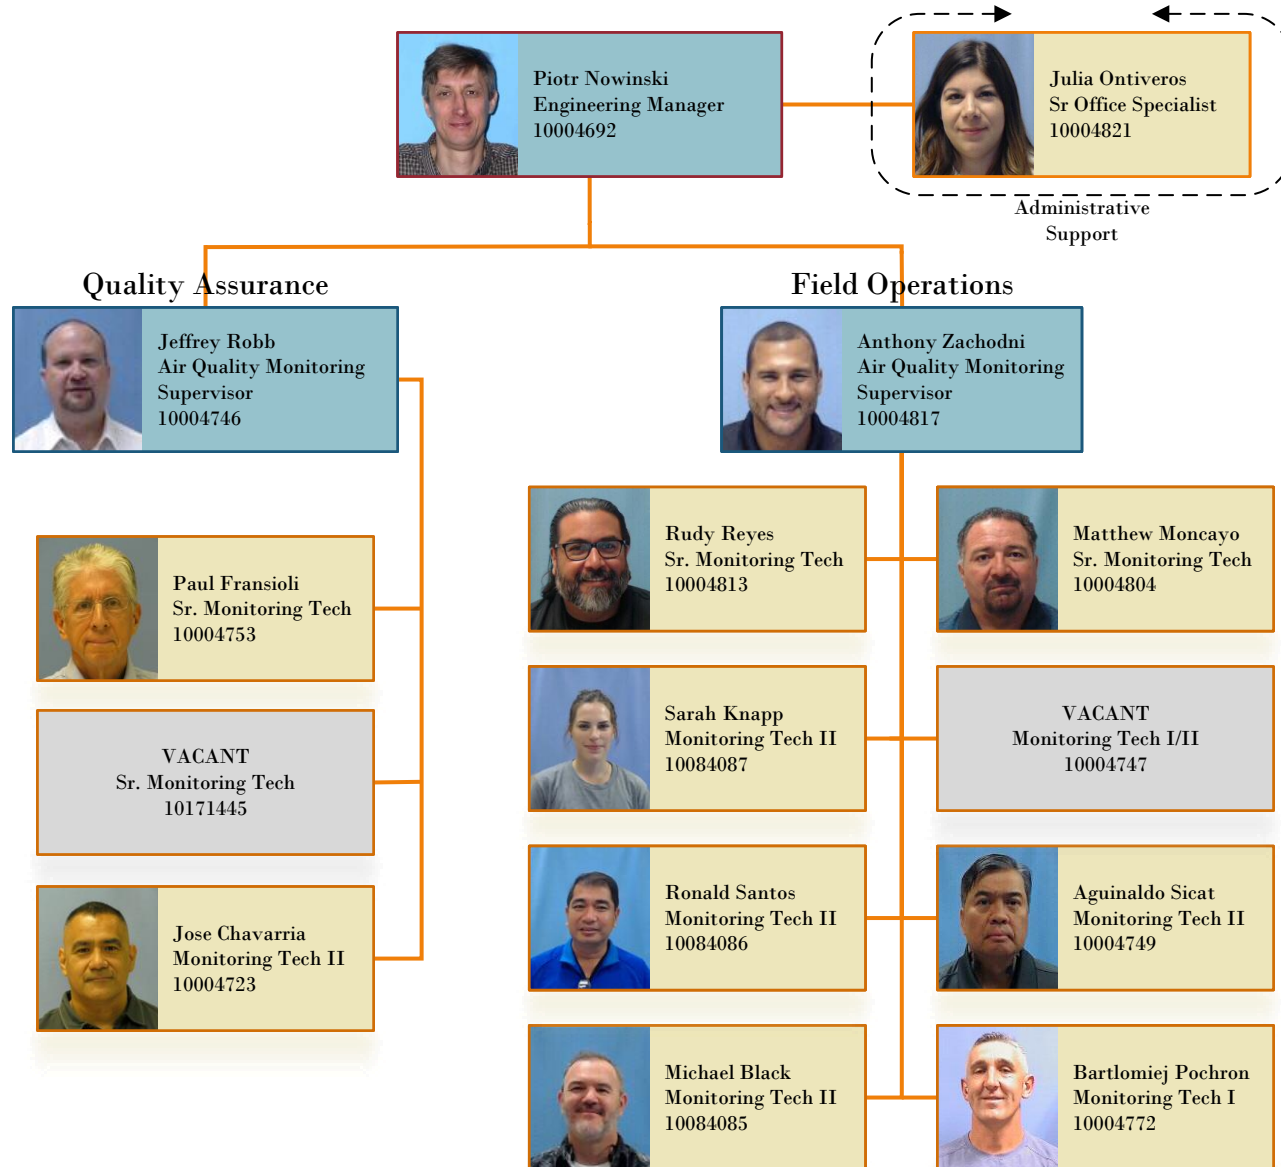 Piotr Nowinski
Engineering Manager
10004692
Julia Ontiveros
Sr Office Specialist
10004821
Administrative
Support
Quality Assurance
Jeffrey Robb
Air Quality Monitoring
Supervisor
10004746
Paul Fransioli
Sr. Monitoring Tech
10004753
VACANT
Sr. Monitoring Tech
10171445
Jose Chavarria
Monitoring Tech II
10004723
Field Operations
Anthony Zachodni
Air Quality Monitoring
Supervisor
10004817
Rudy Reyes
Sr. Monitoring Tech
10004813
Matthew Moncayo
Sr. Monitoring Tech
10004804
Sarah Knapp
Monitoring Tech II
10084087
VACANT
Monitoring Tech I/II
10004747
Ronald Santos
Monitoring Tech II
10084086
Aguinaldo Sicat
Monitoring Tech II
10004749
Michael Black
Monitoring Tech II
10084085
Bartlomiej Pochron
Monitoring Tech I
10004772